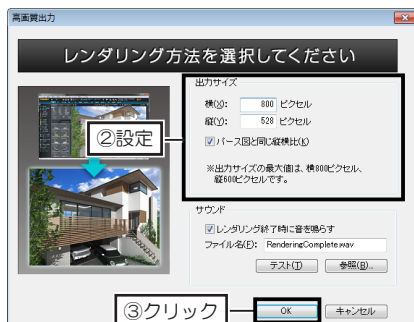 高画質出力
レンダリング方法を選択してください
出力サイズ
横(X): 800 ピクセル
縦(Y): 528 ピクセル
パース図と同じ縦横比(K)
※出力サイズの最大値は、横800ピクセル、
縦600ピクセルです。
②設定
サウンド
レンダリング終了時に音を鳴らす
ファイル名(F): RenderingComplete.wav
テスト(T) 参照(B)...
③クリック
OK キャンセル